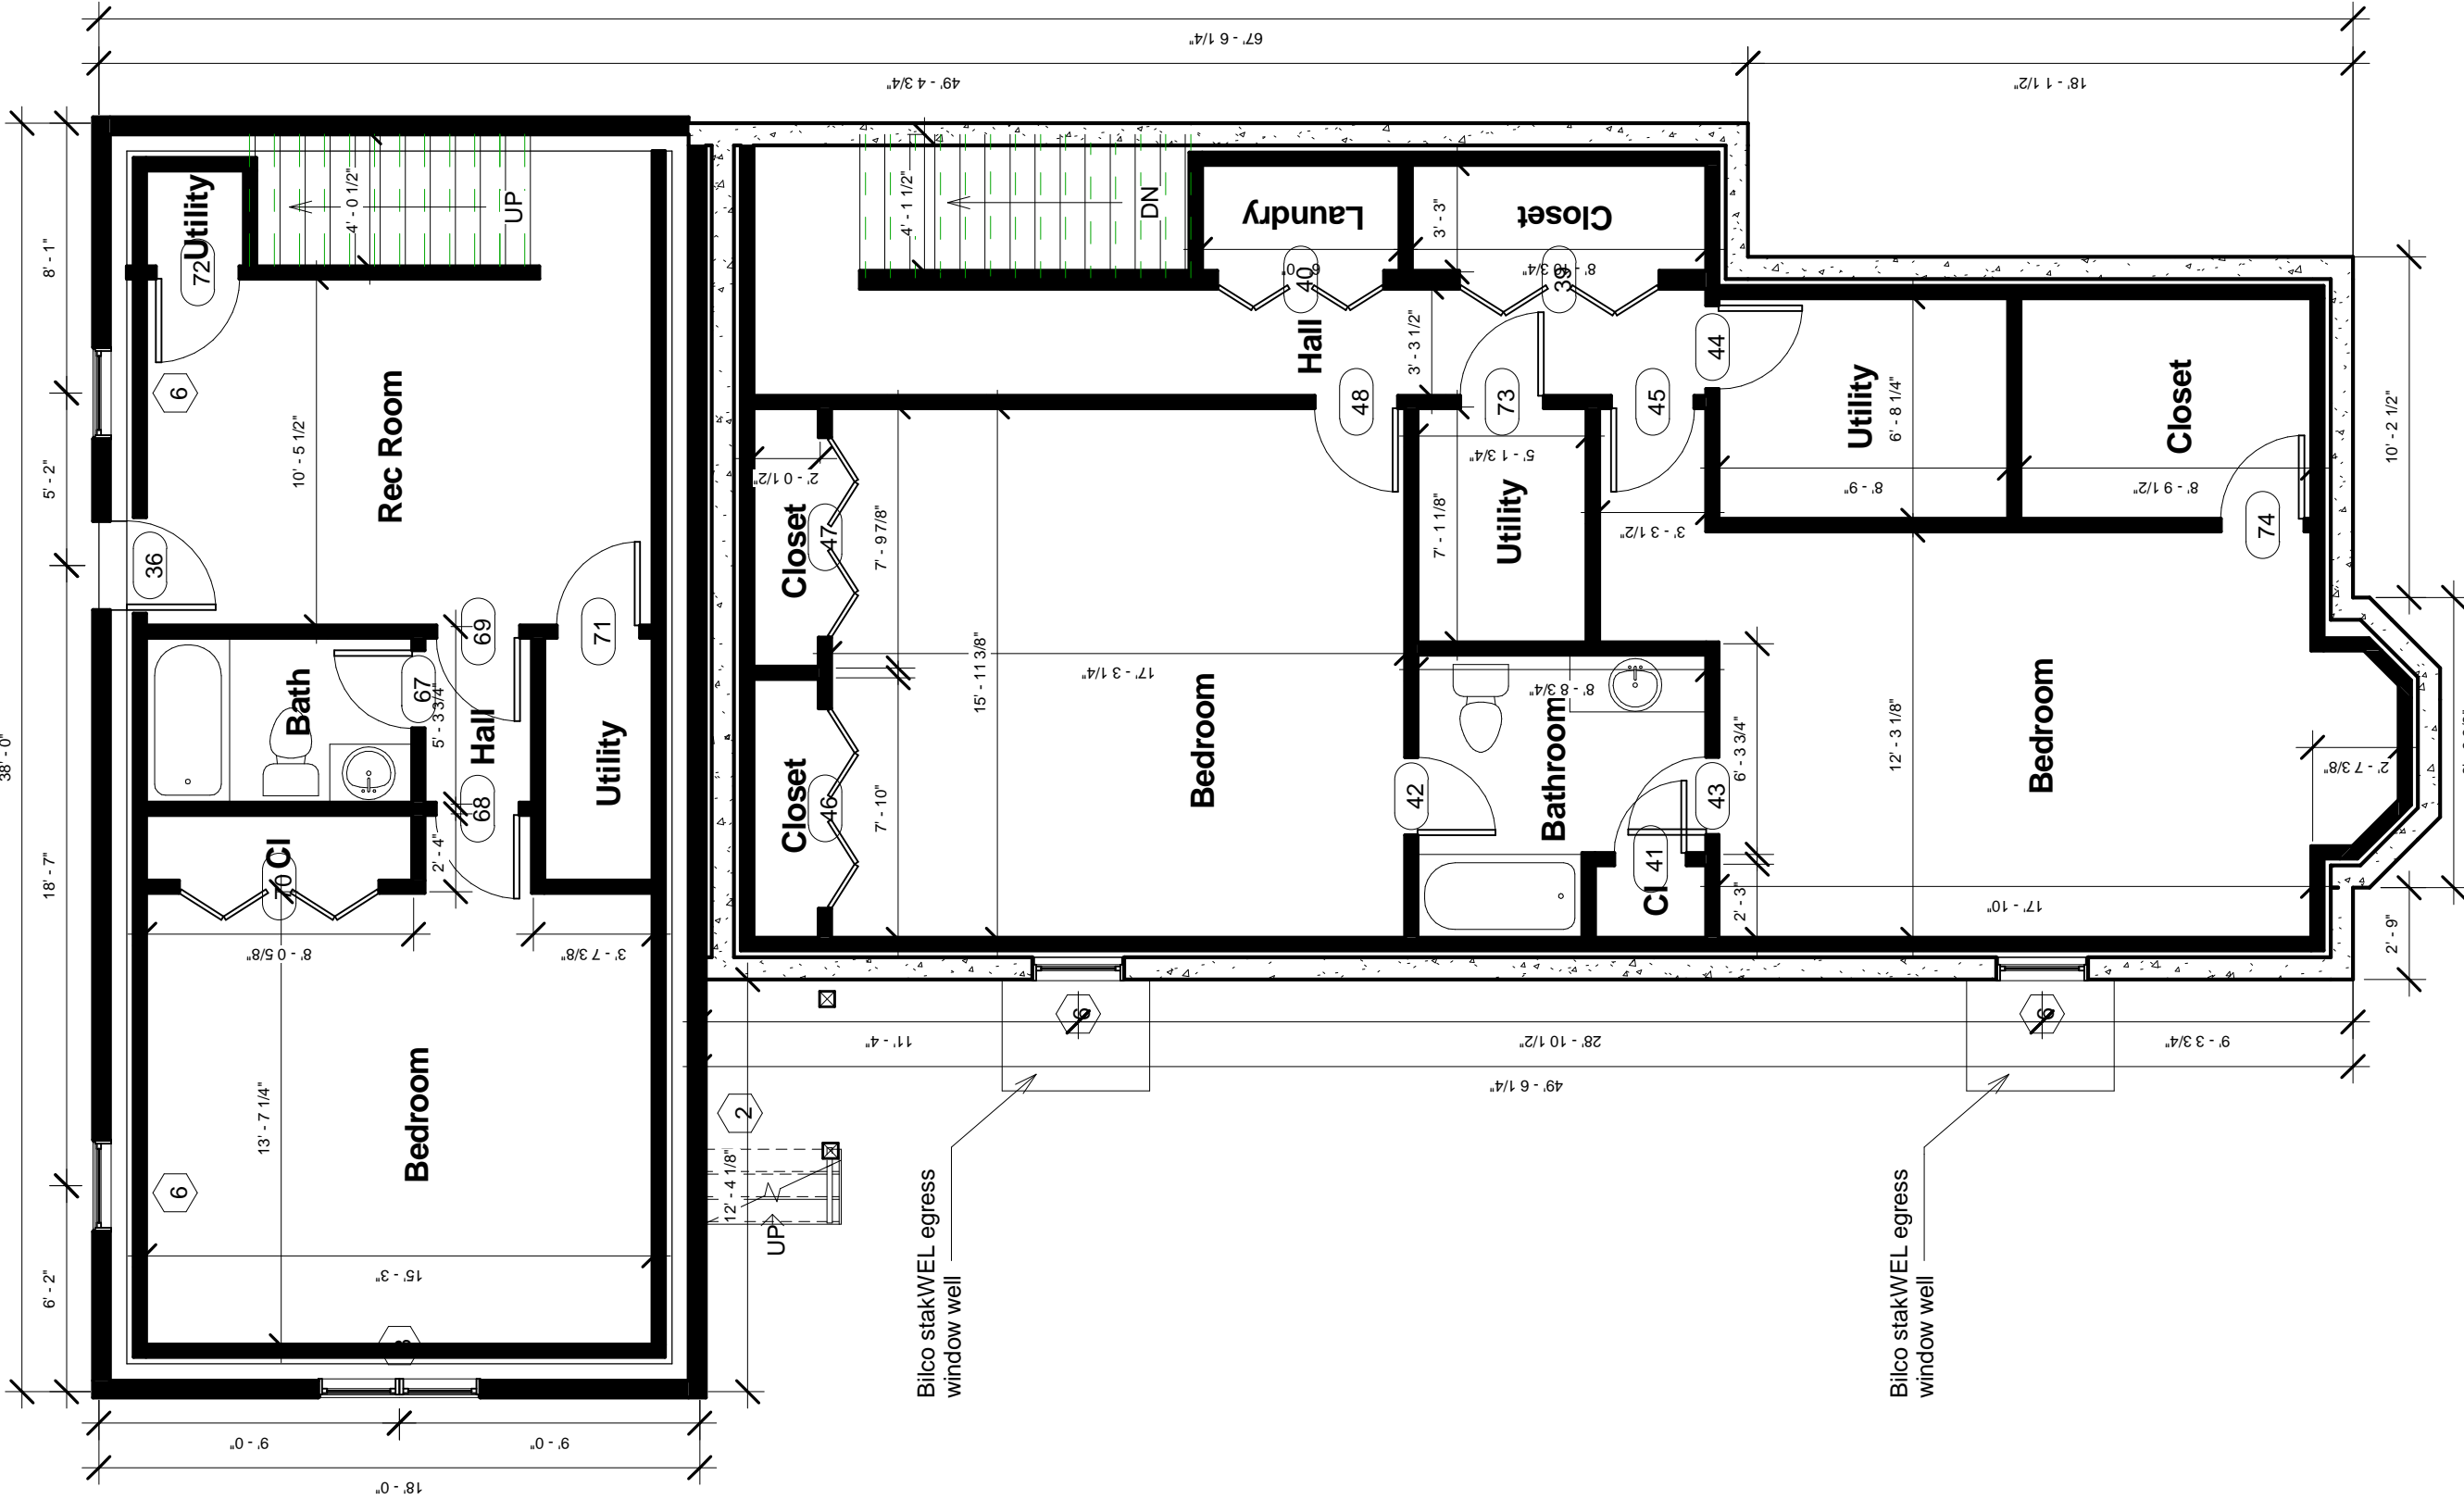 67' - 6 1/4"
49' - 4 3/4"
18' - 1 1/2"
38' - 0"
8' - 1"
5' - 2"
18' - 7"
6' - 2"
Utility
72
4' - 0 1/2"
UP
6
10' - 5 1/2"
Rec Room
36
69
71
Bath
67
5' - 3 3/4"
Hall
68
Utility
2' - 4"
Cl
70
8' - 0 5/8"
3' - 7 3/8"
Bedroom
13' - 7 1/4"
6
15' - 3"
9' - 0"
9' - 0"
18' - 0"
4' - 1 1/2"
DN
Laundry
Closet
3' - 3"
6' - 0"
40
8' - 10 3/4"
39
Hall
3' - 3 1/2"
44
48
73
45
2' - 0 1/2"
Closet
47
7' - 9 7/8"
5' - 1 3/4"
7' - 1 1/8"
Utility
3' - 3 1/2"
Utility
6' - 8 1/4"
8' - 9"
Closet
8' - 9 1/2"
74
10' - 2 1/2"
15' - 11 3/8"
17' - 3 1/4"
Bedroom
Closet
46
7' - 10"
8' - 8 3/4"
Bathroom
42
43
6' - 3 3/4"
41
Cl
2' - 3"
12' - 3 1/8"
Bedroom
2' - 7 3/8"
17' - 10"
2' - 9"
6
6
11' - 4"
28' - 10 1/2"
9' - 3 3/4"
49' - 6 1/4"
2
12' - 4 1/8"
UP
Bilco stakWEL egress
window well
Bilco stakWEL egress
window well